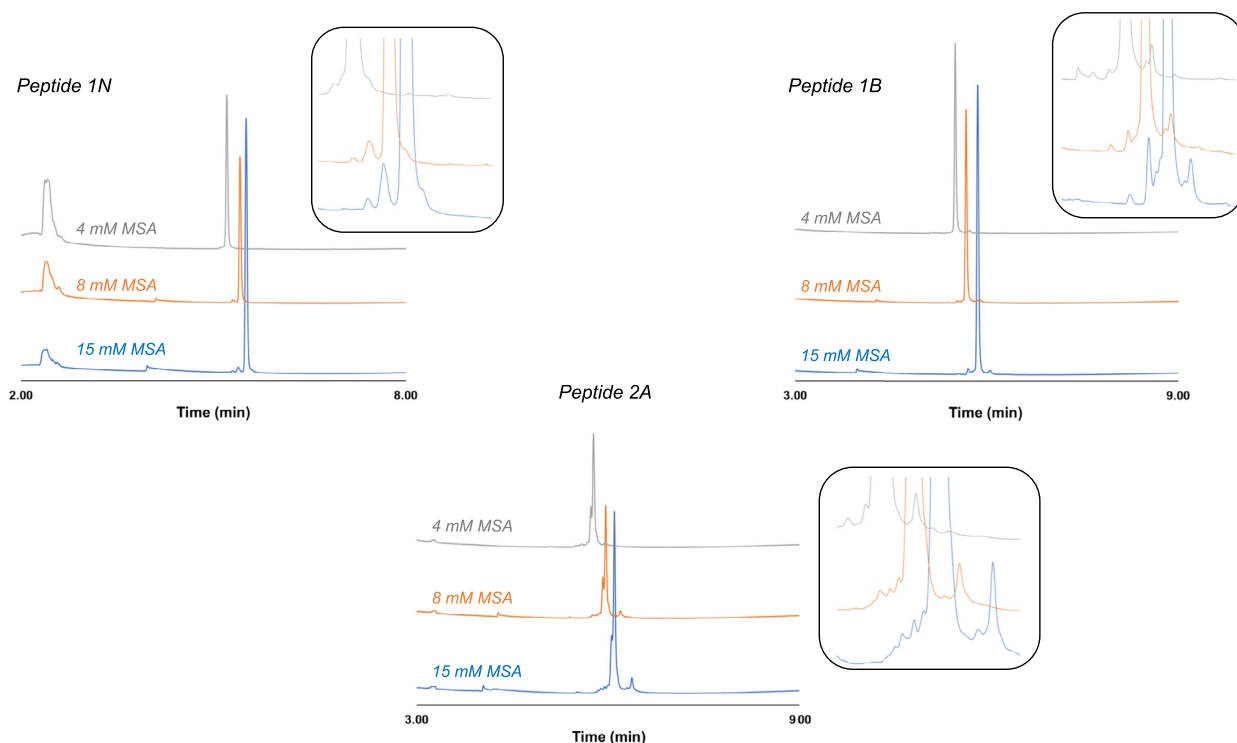 Peptide 1N
4 mM MSA
8 mM MSA
15 mM MSA
2.00
8.00
Time (min)
Peptide 1B
4 mM MSA
8 mM MSA
15 mM MSA
3.00
9.00
Time (min)
Peptide 2A
4 mM MSA
8 mM MSA
15 mM MSA
3.00
9.00
Time (min)